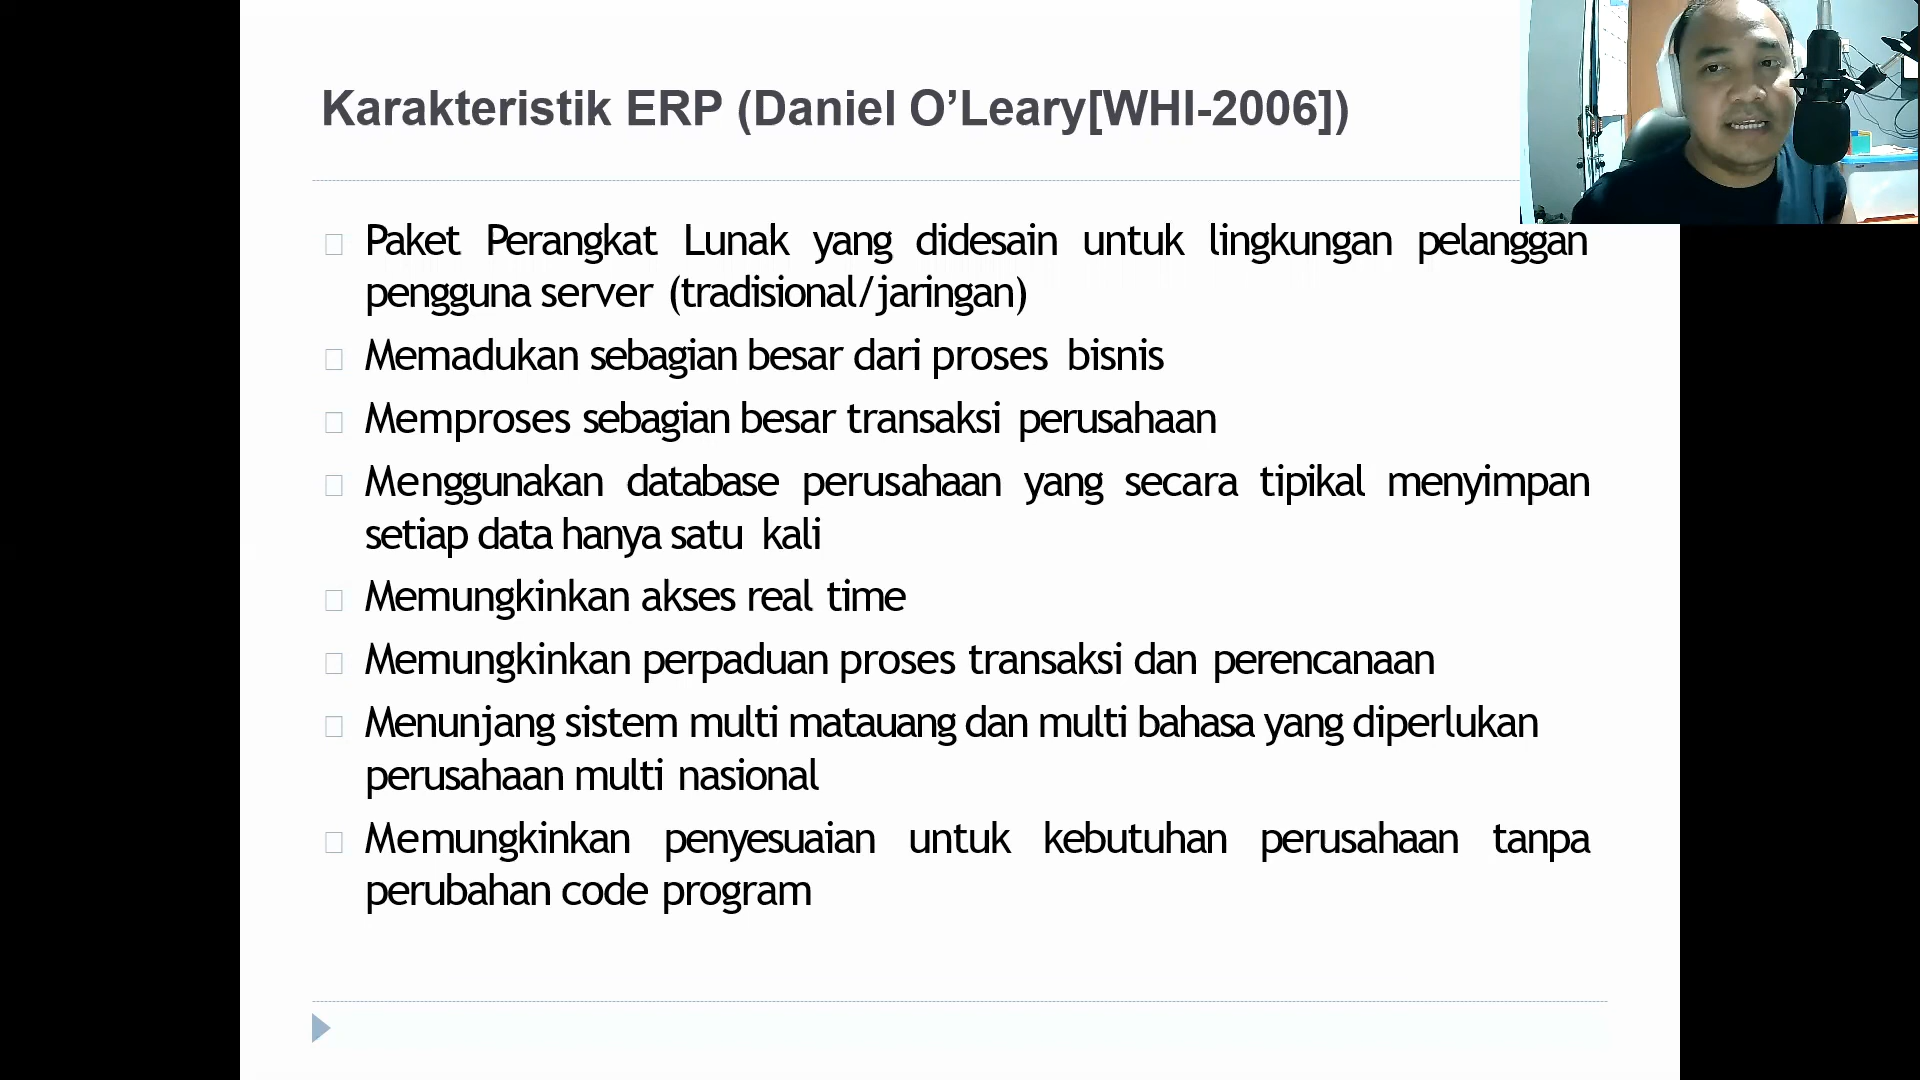 Karakteristik ERP (Daniel O’Leary[WHI-2006])
Paket Perangkat Lunak yang didesain untuk lingkungan pelanggan
pengguna server (tradisional/jaringan)
Memadukan sebagian besar dari proses bisnis
Memproses sebagian besar transaksi perusahaan
Menggunakan database perusahaan yang secara tipikal menyimpan
setiap data hanya satu kali
Memungkinkan akses real time
Memungkinkan perpaduan proses transaksi dan perencanaan
Menunjang sistem multi matauang dan multi bahasa yang diperlukan
perusahaan multi nasional
Memungkinkan penyesuaian untuk kebutuhan perusahaan tanpa
perubahan code program